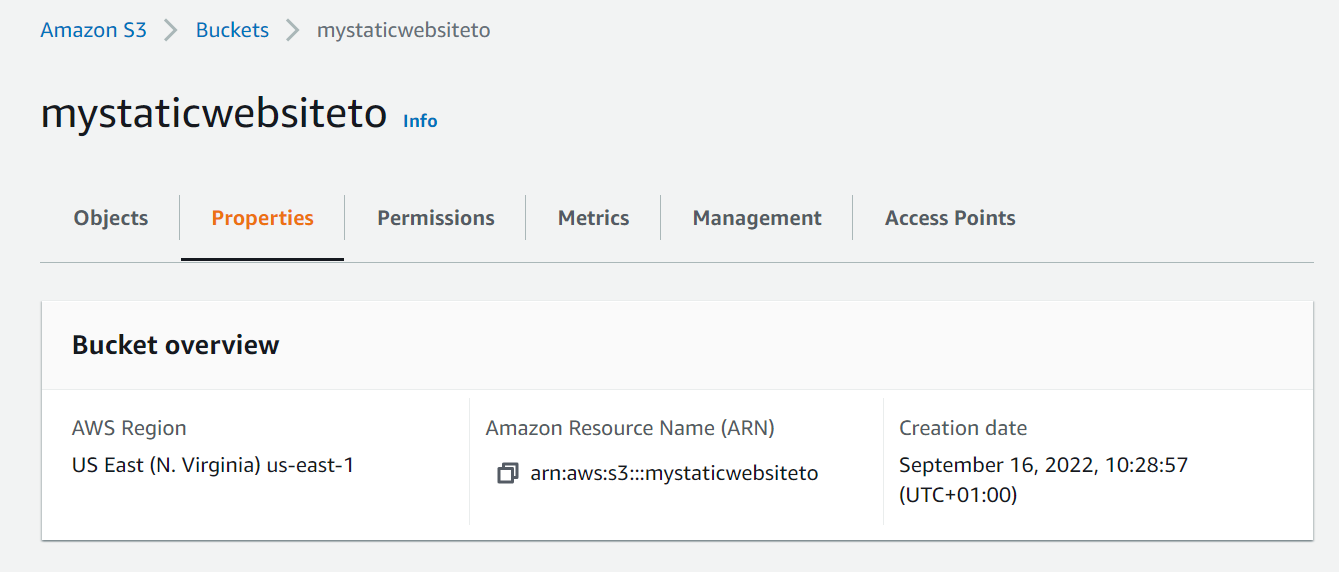 Amazon S3 > Buckets > mystaticwebsiteto
mystaticwebsiteto Info
Objects Properties Permissions Metrics Management Access Points
Bucket overview
AWS Region
US East (N. Virginia) us-east-1
Amazon Resource Name (ARN)
arn:aws:s3:::mystaticwebsiteto
Creation date
September 16, 2022, 10:28:57
(UTC+01:00)